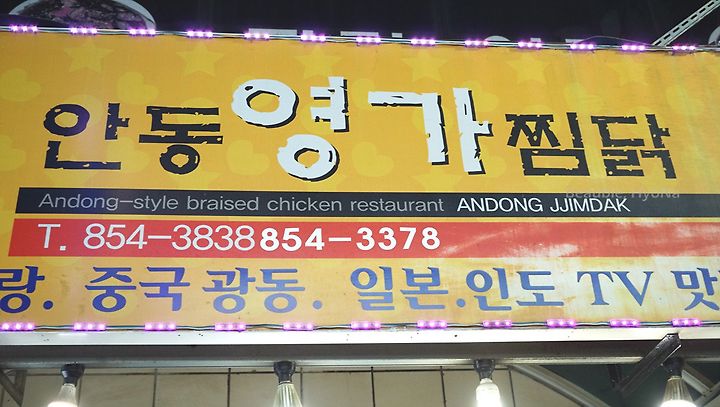 안동영가찜닭
Andong-style braised chicken restaurant ANDONG JJIMDAK
T. 854-3838 854-3378
랑. 중국광동. 일본.인도 TV 맛